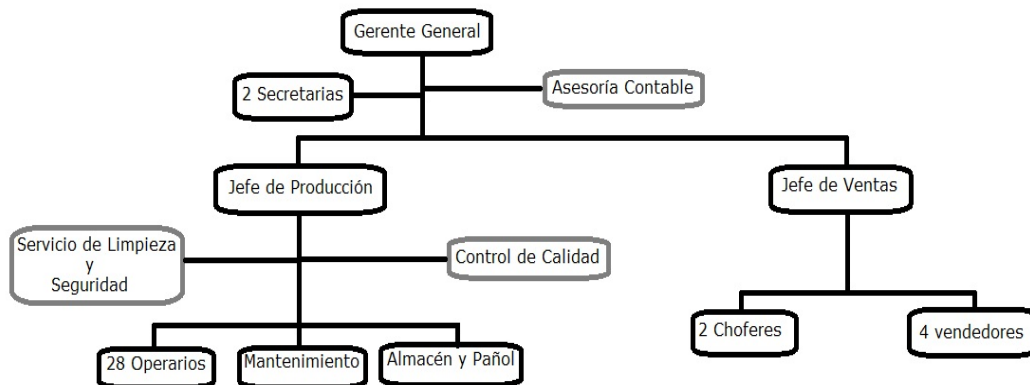 Gerente General
2 Secretarias
Asesoría Contable
Jefe de Producción
Jefe de Ventas
Servicio de Limpieza
y
Seguridad
Control de Calidad
28 Operarios
Mantenimiento
Almacén y Pañol
2 Choferes
4 vendedores